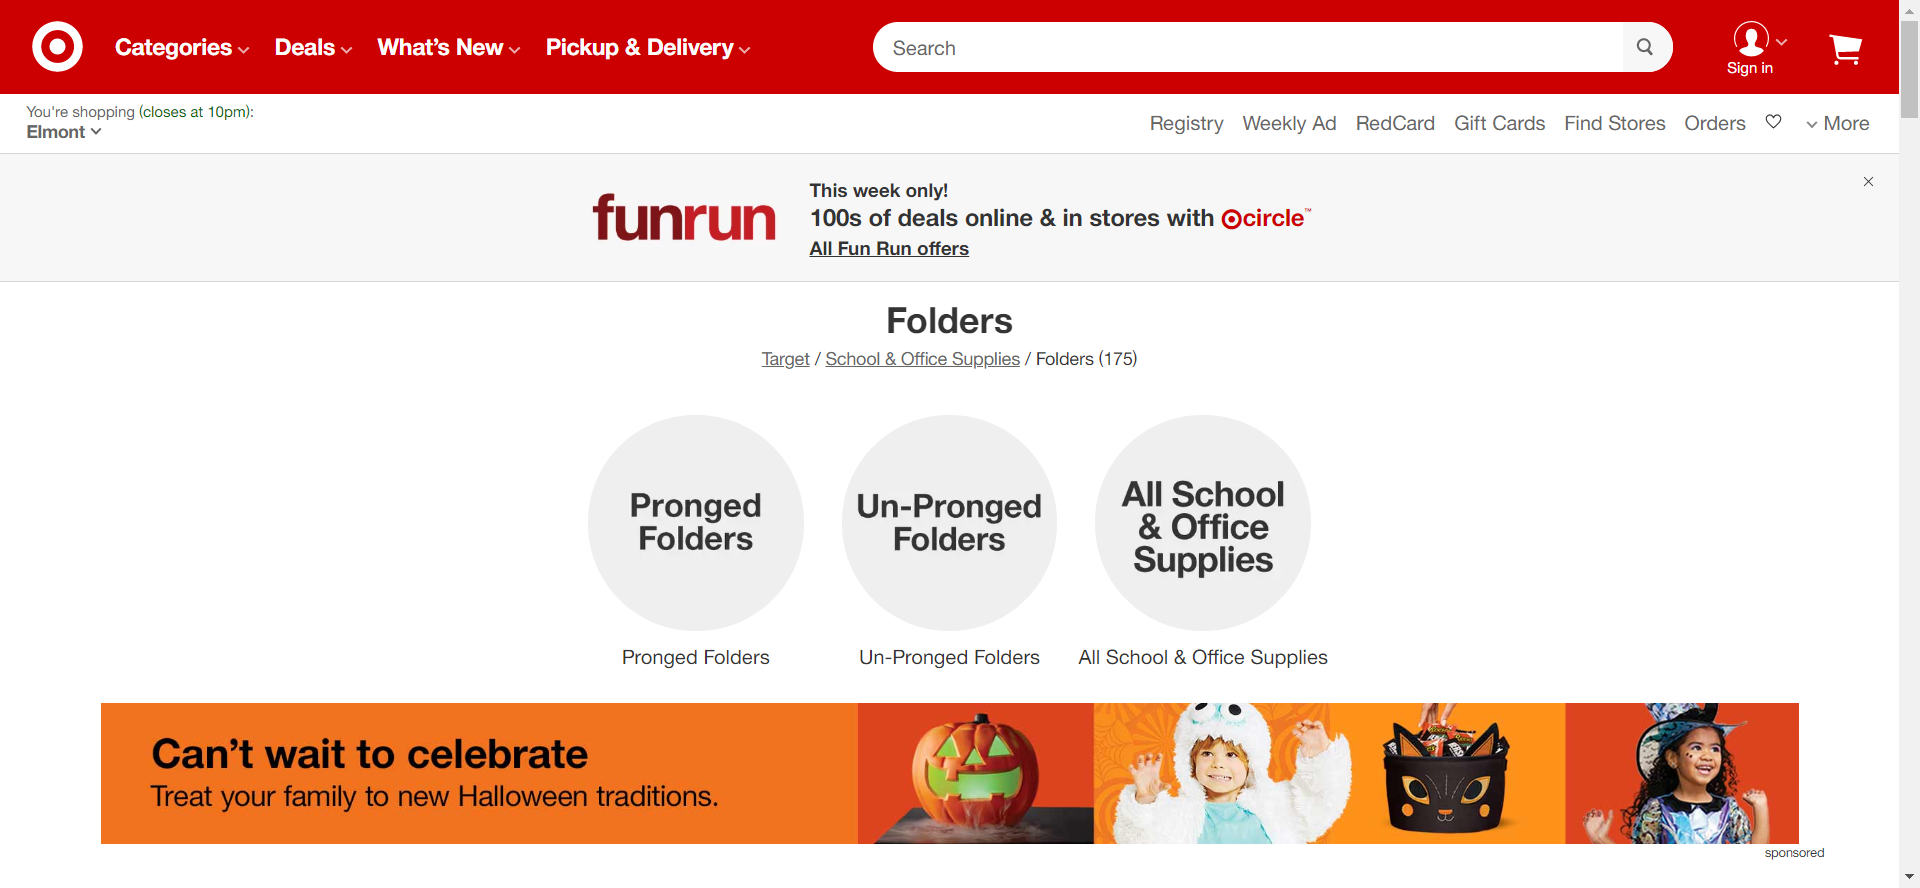 Categories Deals What's New Pickup & Delivery
Search
Sign in
You're shopping (closes at 10pm):
Elmont
Registry Weekly Ad RedCard Gift Cards Find Stores Orders More
funrun
This week only!
100s of deals online & in stores with circle™
All Fun Run offers
Folders
Target / School & Office Supplies / Folders (175)
Pronged
Folders
Un-Pronged
Folders
All School
& Office
Supplies
Pronged Folders
Un-Pronged Folders
All School & Office Supplies
Can't wait to celebrate
Treat your family to new Halloween traditions.
sponsored